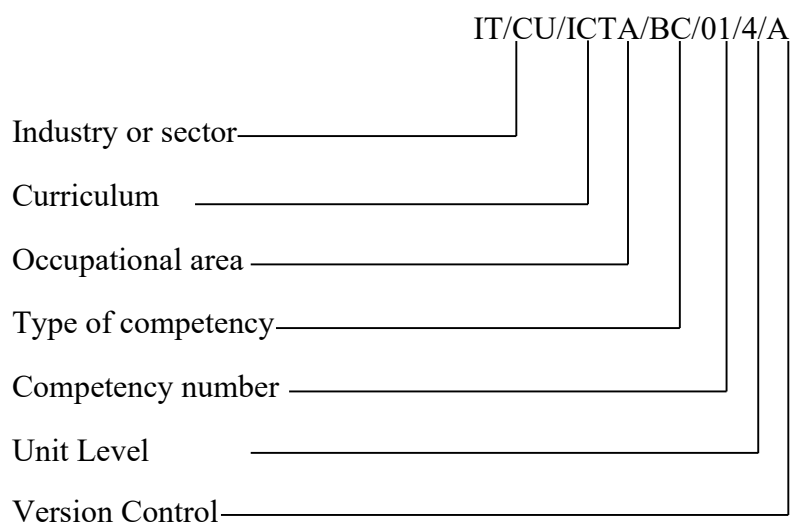 IT/CU/ICTA/BC/01/4/A
Industry or sector
Curriculum
Occupational area
Type of competency
Competency number
Unit Level
Version Control